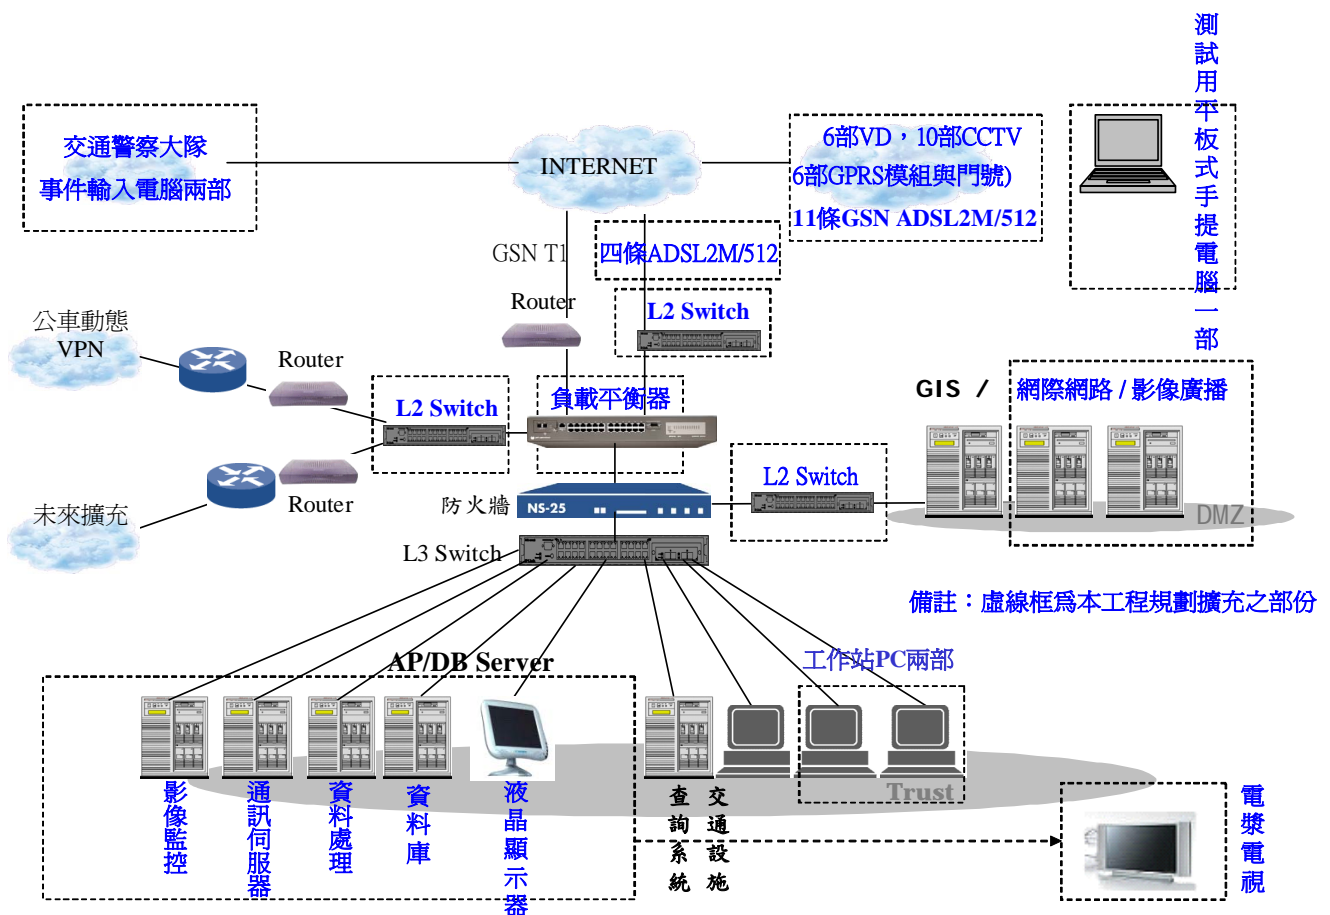 測試用平板式手提電腦一部
交通警察大隊
事件輸入電腦兩部
INTERNET
6部VD，10部CCTV
6部GPRS模組與門號)
11條GSN ADSL2M/512
GSN T1
四條ADSL2M/512
Router
L2 Switch
公車動態
VPN
Router
L2 Switch
負載平衡器
GIS /
網際網路 / 影像廣播
L2 Switch
Router
未來擴充
防火牆
NS-25
DMZ
L3 Switch
備註：虛線框為本工程規劃擴充之部份
AP/DB Server
工作站PC兩部
Trust
影像監控
通訊伺服器
資料處理
資料庫
液晶顯示器
交通設施
查詢系統
電漿電視